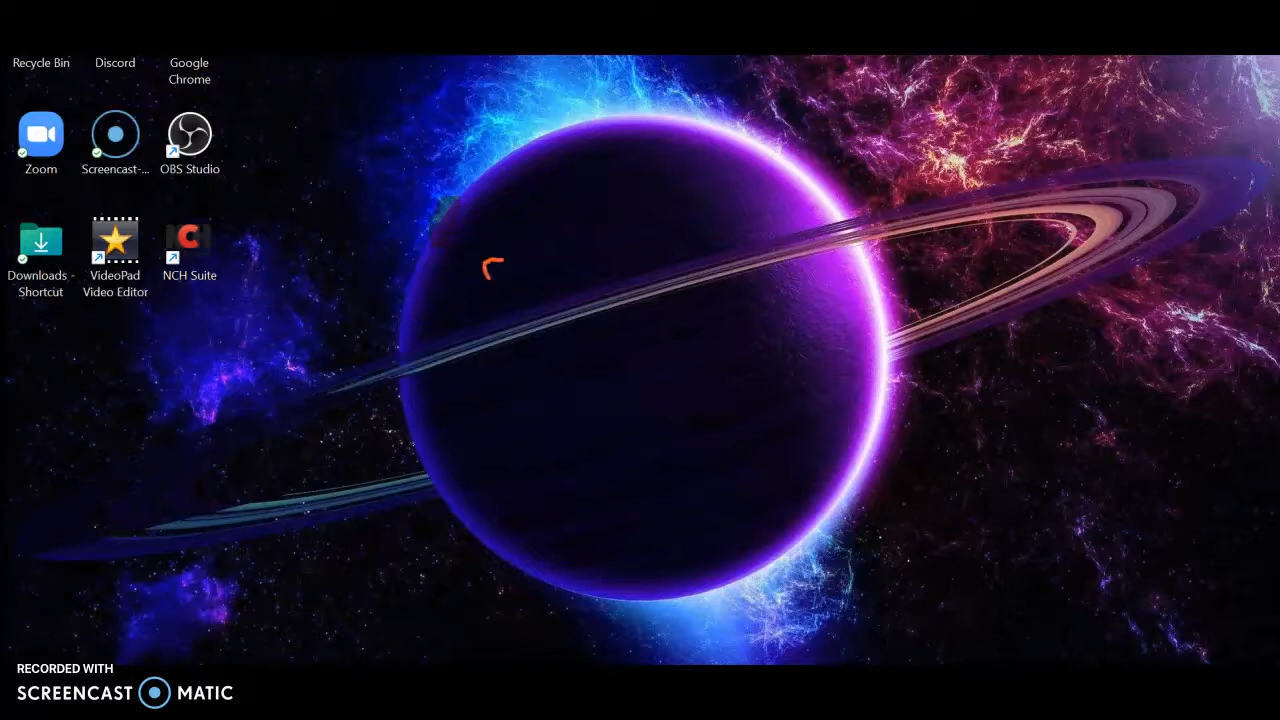 Recycle Bin
Discord
Google
Chrome
Zoom
Screencast-...
OBS Studio
Downloads -
Shortcut
VideoPad
Video Editor
NCH
NCH Suite
RECORDED WITH
SCREENCAST MATIC